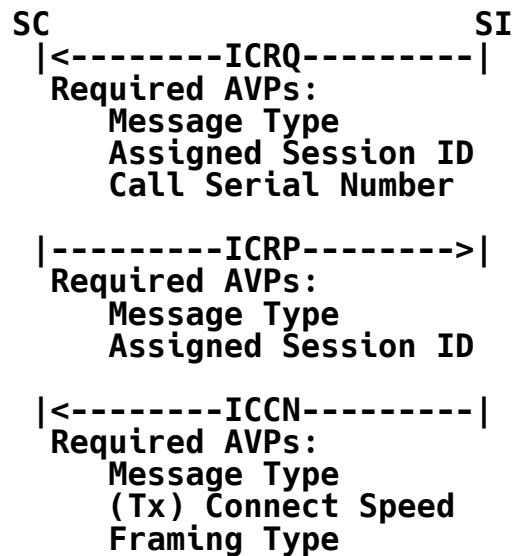 SC                         SI
 |<--------ICRQ---------|
  Required AVPs:
     Message Type
     Assigned Session ID
     Call Serial Number

 |---------ICRP-------->|
  Required AVPs:
     Message Type
     Assigned Session ID

 |<--------ICCN---------|
  Required AVPs:
     Message Type
     (Tx) Connect Speed
     Framing Type